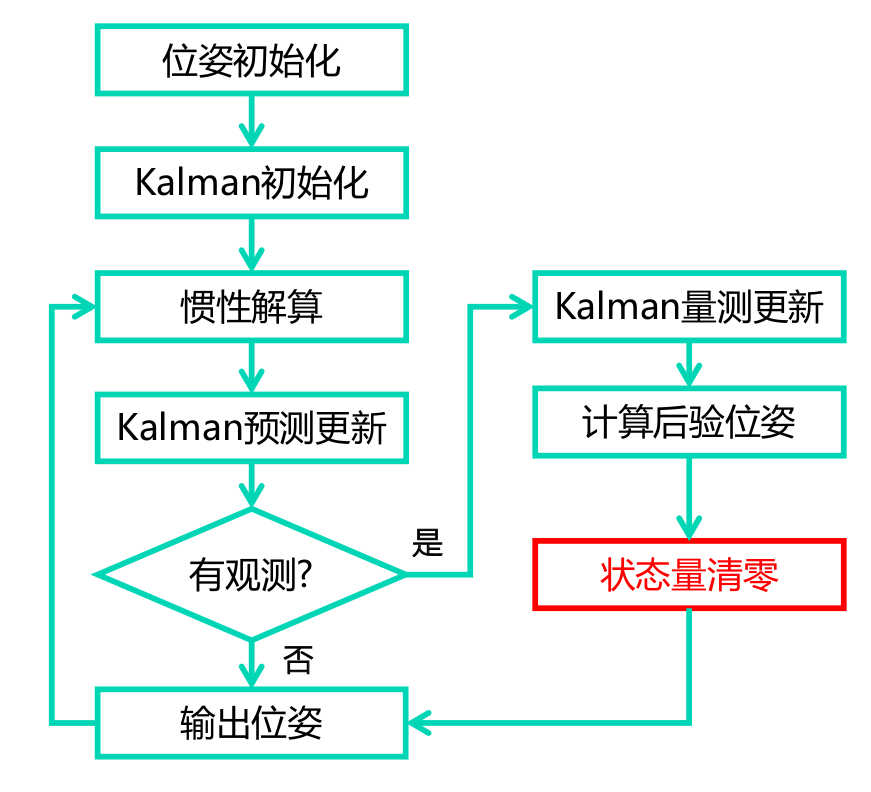 位姿初始化
Kalman初始化
惯性解算
Kalman预测更新
有观测?
是
否
输出位姿
Kalman量测更新
计算后验位姿
状态量清零